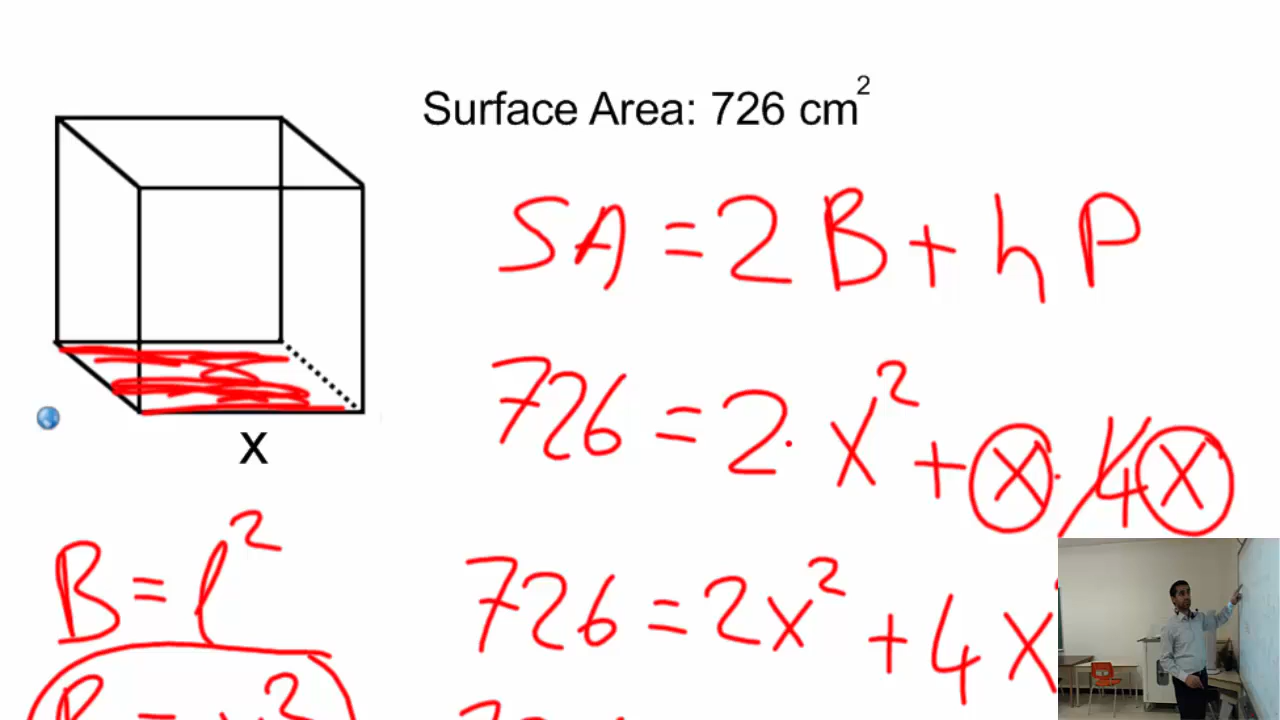 Surface Area: 726 cm²
SA = 2B + hP
726 = 2·x² + x·4x
x
B = l²
726 = 2x² + 4x